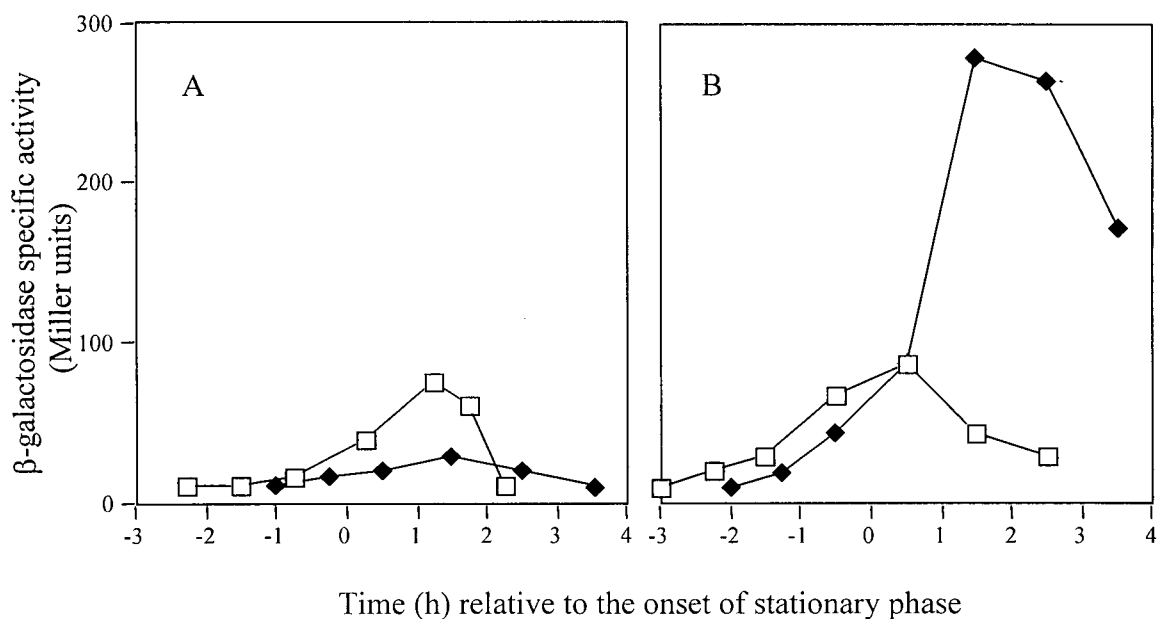 β-galactosidase specific activity
(Miller units)
300
200
100
0
A
B
-3 -2 -1 0 1 2 3 4
-3 -2 -1 0 1 2 3 4
Time (h) relative to the onset of stationary phase